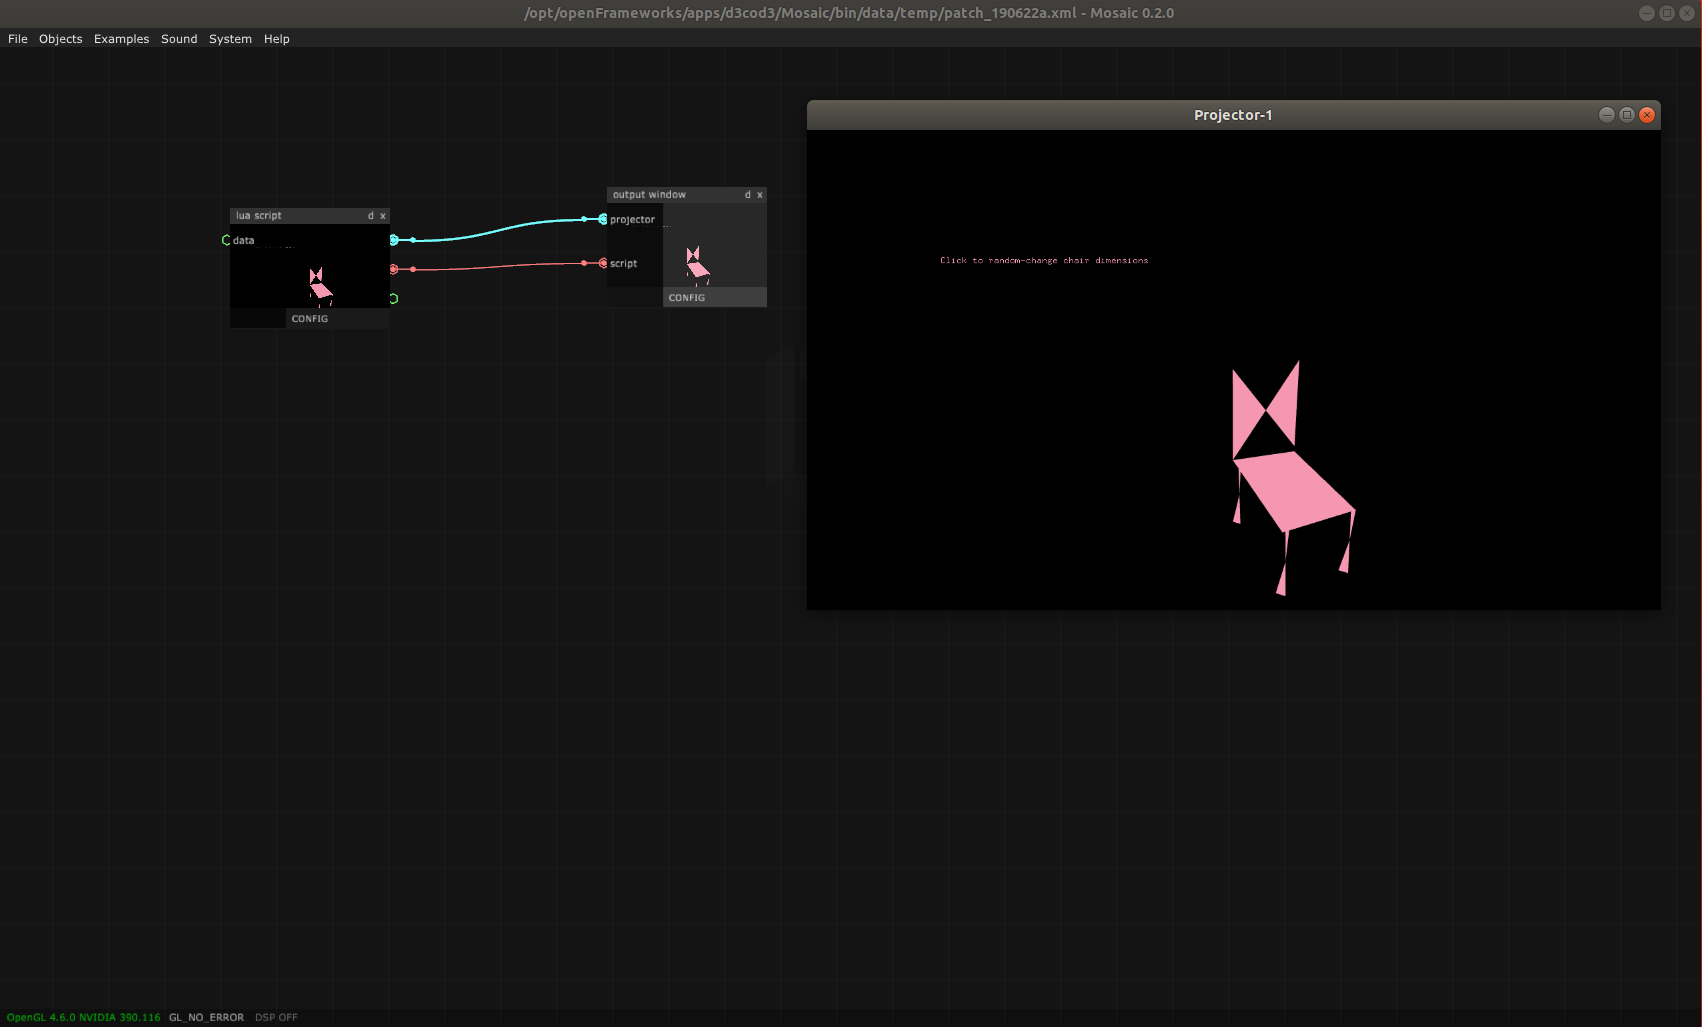 /opt/openFrameworks/apps/d3cod3/Mosaic/bin/data/temp/patch_190622a.xml - Mosaic 0.2.0
File Objects Examples Sound System Help
Projector-1
output window d x
projector
script
CONFIG
lua script d x
data
CONFIG
Click to random-change chair dimensions
OpenGL 4.6.0 NVIDIA 390.116 GL_NO_ERROR DSP OFF